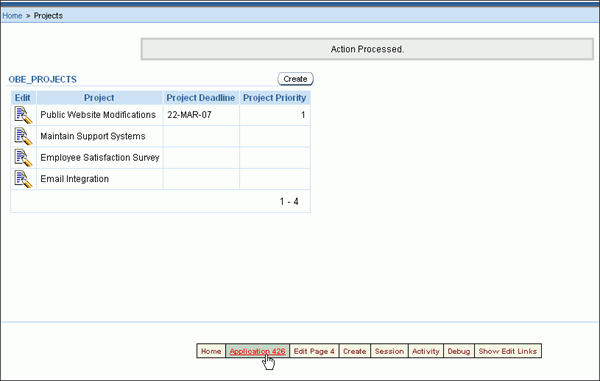 Home > Projects
Action Processed.
OBE_PROJECTS
Create
Edit Project Project Deadline Project Priority
Public Website Modifications 22-MAR-07 1
Maintain Support Systems
Employee Satisfaction Survey
Email Integration
1 - 4
Home Application 426 Edit Page 4 Create Session Activity Debug Show Edit Links